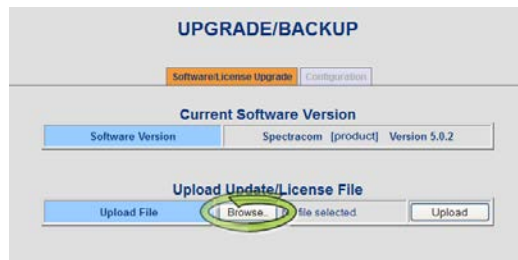 UPGRADE/BACKUP
Software/License Upgrade Configuration
Current Software Version
Software Version Spectracom [product] Version 5.0.2
Upload Update/License File
Upload File Browse.. file selected Upload